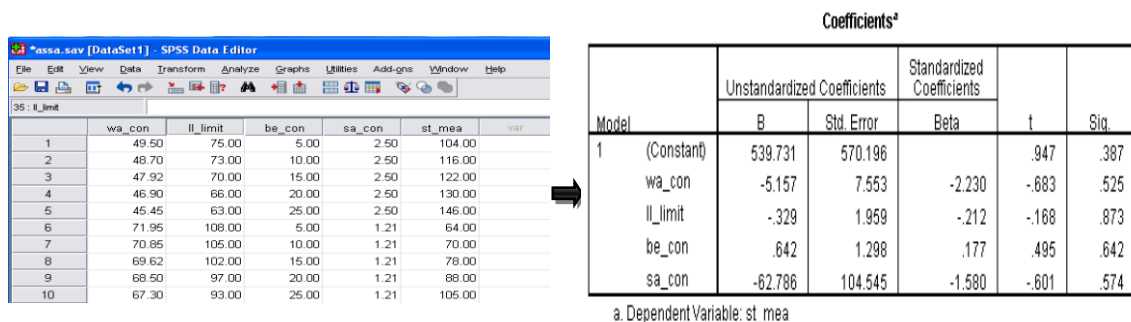 *assa.sav [DataSet1] - SPSS Data Editor
File Edit View Data Transform Analyze Graphs Utilities Add-ons Window Help
35 : ll_limit
wa_con ll_limit be_con sa_con st_mea var
1 49.50 75.00 5.00 2.50 104.00
2 48.70 73.00 10.00 2.50 116.00
3 47.92 70.00 15.00 2.50 122.00
4 46.90 66.00 20.00 2.50 130.00
5 45.45 63.00 25.00 2.50 146.00
6 71.95 108.00 5.00 1.21 64.00
7 70.85 105.00 10.00 1.21 70.00
8 69.62 102.00 15.00 1.21 78.00
9 68.50 97.00 20.00 1.21 88.00
10 67.30 93.00 25.00 1.21 105.00
Coefficientsa
Unstandardized Coefficients Standardized Coefficients
Model B Std. Error Beta t Sig.
1 (Constant) 539.731 570.196 .947 .387
wa_con -5.157 7.553 -2.230 -.683 .525
ll_limit -.329 1.959 -.212 -.168 .873
be_con .642 1.298 .177 .495 .642
sa_con -62.786 104.545 -1.580 -.601 .574
a. Dependent Variable: st_mea